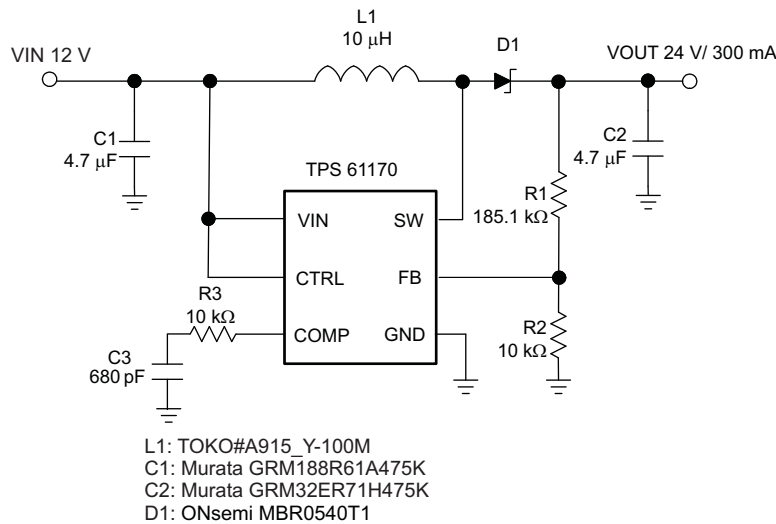 L1
10 μH
D1
VIN 12 V
VOUT 24 V/ 300 mA
C1
4.7 μF
C2
4.7 μF
TPS 61170
R1
185.1 kΩ
VIN
SW
CTRL
FB
R3
10 kΩ
COMP
GND
R2
10 kΩ
C3
680 pF
L1: TOKO#A915_Y-100M
C1: Murata GRM188R61A475K
C2: Murata GRM32ER71H475K
D1: ONsemi MBR0540T1